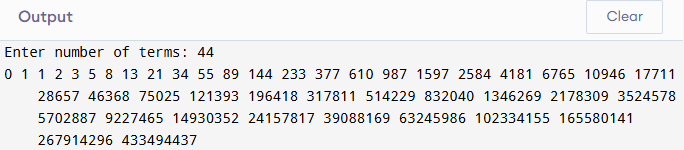 Output
Clear
Enter number of terms: 44
0 1 1 2 3 5 8 13 21 34 55 89 144 233 377 610 987 1597 2584 4181 6765 10946 17711
28657 46368 75025 121393 196418 317811 514229 832040 1346269 2178309 3524578
5702887 9227465 14930352 24157817 39088169 63245986 102334155 165580141
267914296 433494437